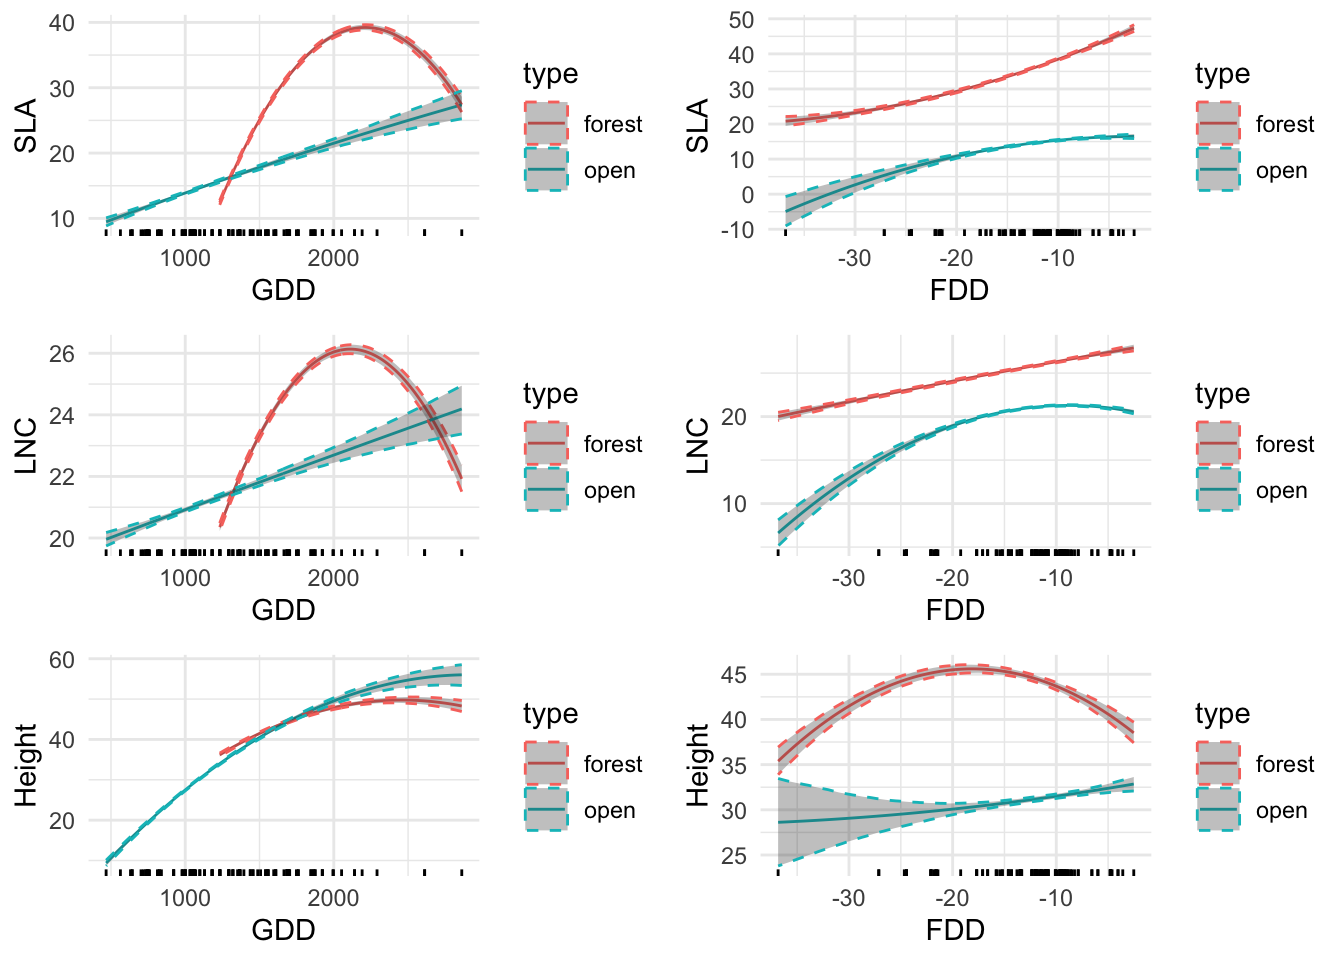 SLA
40
30
20
10
1000 2000
GDD
type
forest
open
SLA
50
40
30
20
10
0
-10
-30 -20 -10
FDD
type
forest
open
LNC
26
24
22
20
1000 2000
GDD
type
forest
open
LNC
20
10
-30 -20 -10
FDD
type
forest
open
Height
60
40
20
1000 2000
GDD
type
forest
open
Height
45
40
35
30
25
-30 -20 -10
FDD
type
forest
open